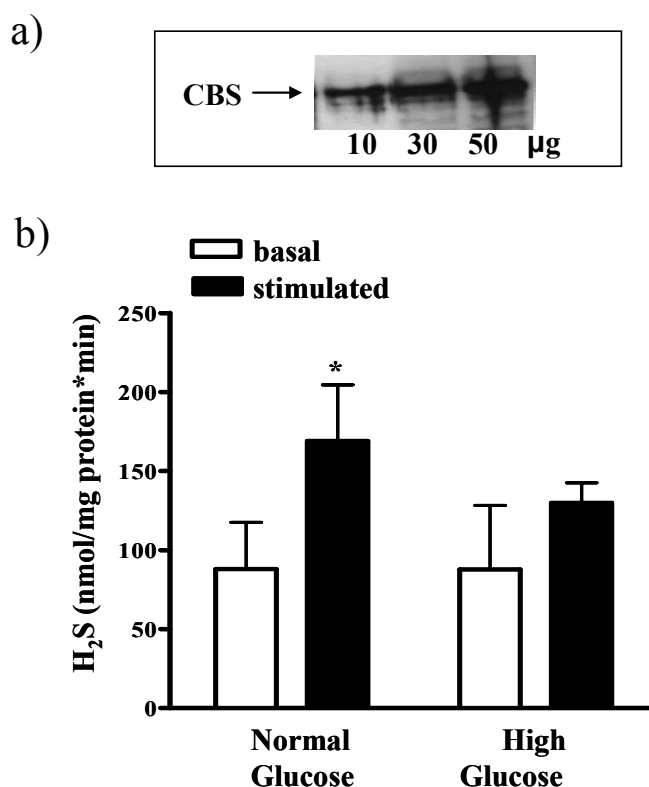 a)
CBS
10 30 50 μg
b)
basal
stimulated
H₂S (nmol/mg protein*min)
250
200
150
100
50
0
*
Normal Glucose
High Glucose